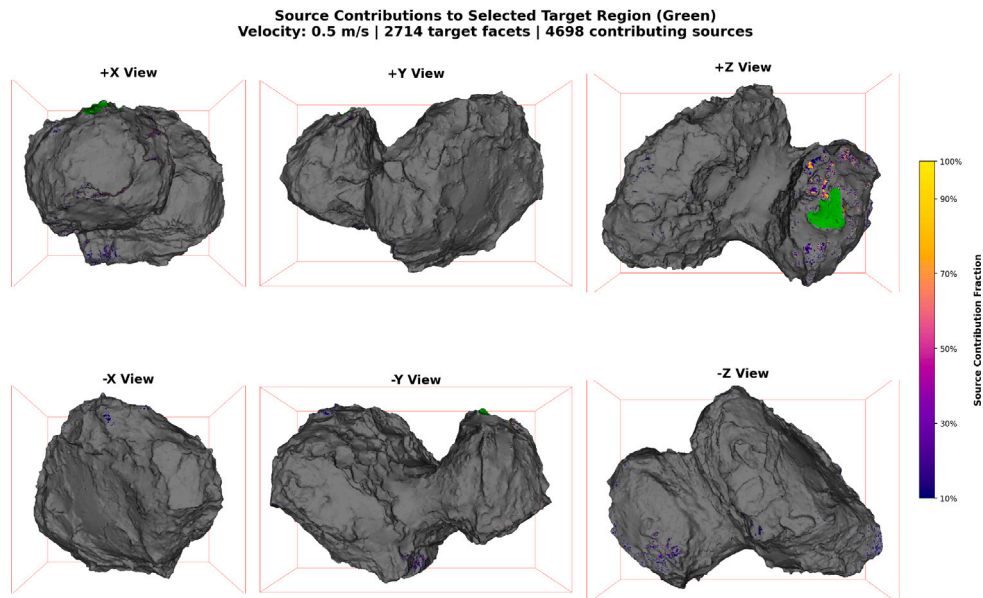 Source Contributions to Selected Target Region (Green)
Velocity: 0.5 m/s | 2714 target facets | 4698 contributing sources
+X View
+Y View
+Z View
-X View
-Y View
-Z View
100%
90%
70%
50%
30%
10%
Source Contribution Fraction